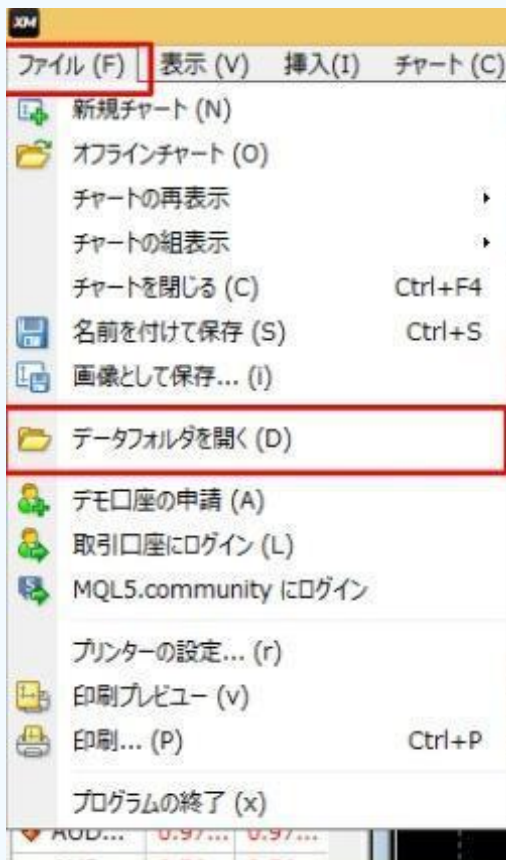 XM
ファイル (F) 表示 (V) 挿入(I) チャート (C)
新規チャート (N)
オフラインチャート (O)
チャートの再表示
チャートの組表示
チャートを閉じる (C) Ctrl+F4
名前を付けて保存 (S) Ctrl+S
画像として保存... (i)
データフォルダを開く (D)
デモ口座の申請 (A)
取引口座にログイン (L)
MQL5.community にログイン
プリンターの設定... (r)
印刷プレビュー (v)
印刷... (P) Ctrl+P
プログラムの終了 (x)
AUD... 0.97... 0.97...